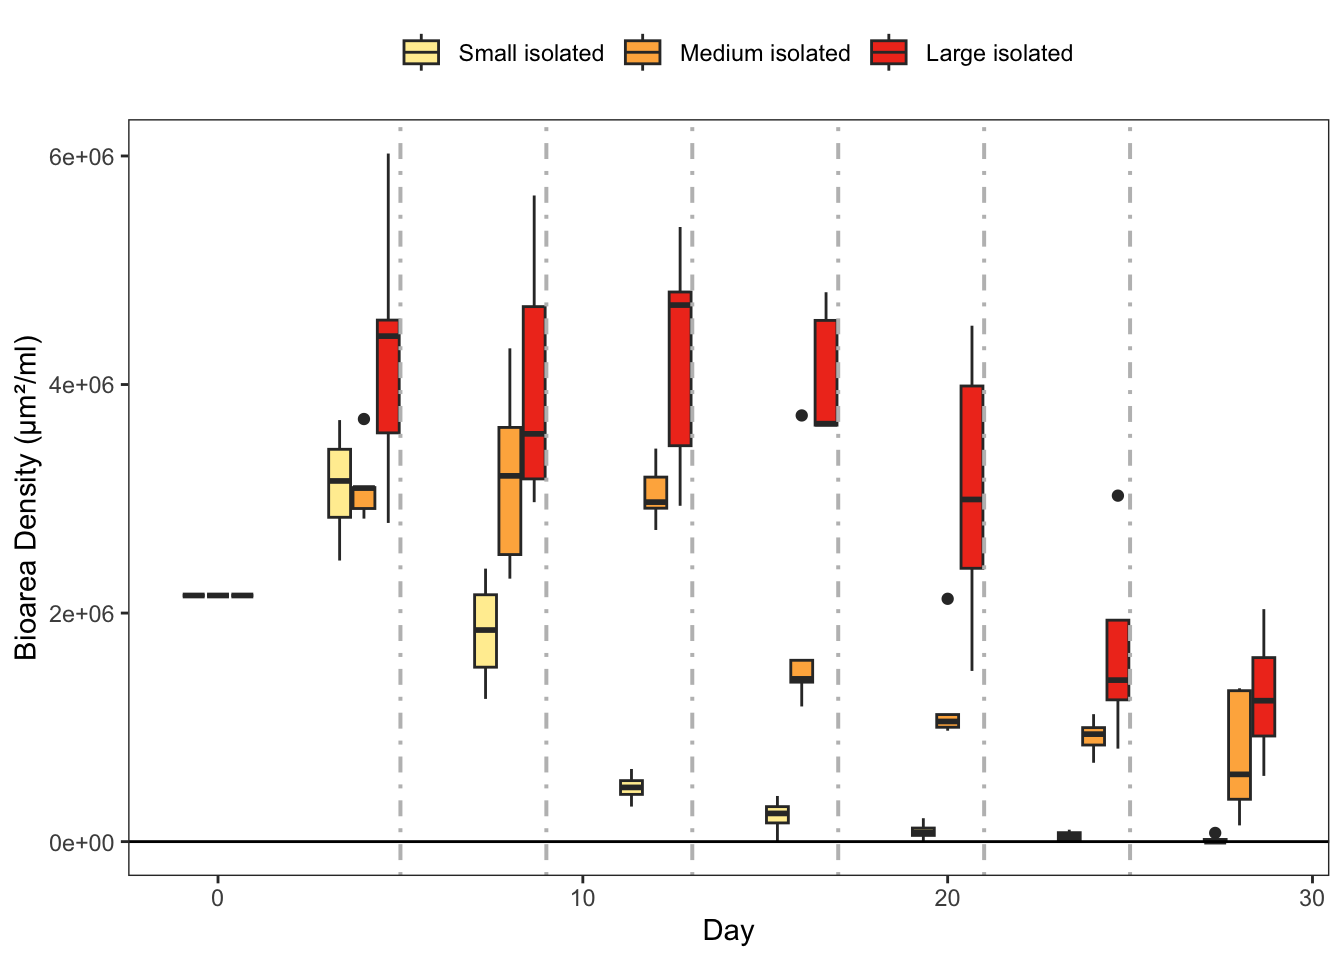 Small isolated Medium isolated Large isolated
6e+06
4e+06
2e+06
0e+00
Bioarea Density (μm²/ml)
0 10 20 30
Day